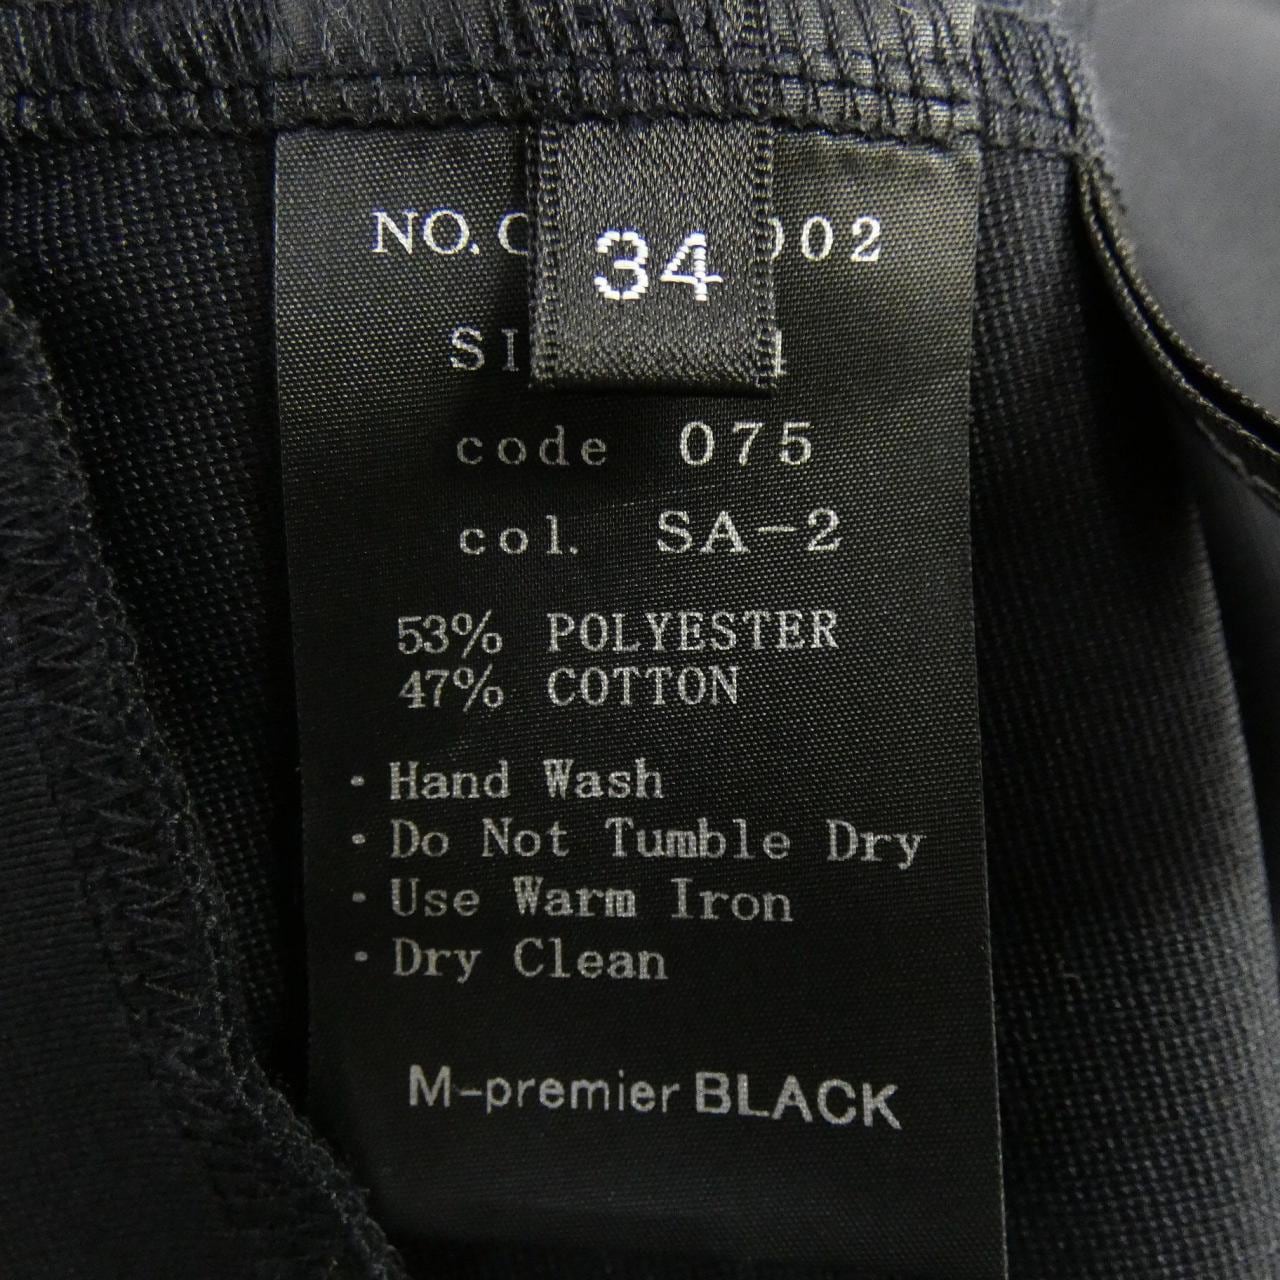 NO.
34
002
code 075
col. SA-2
53% POLYESTER
47% COTTON
・Hand Wash
・Do Not Tumble Dry
・Use Warm Iron
・Dry Clean
M-premier BLACK